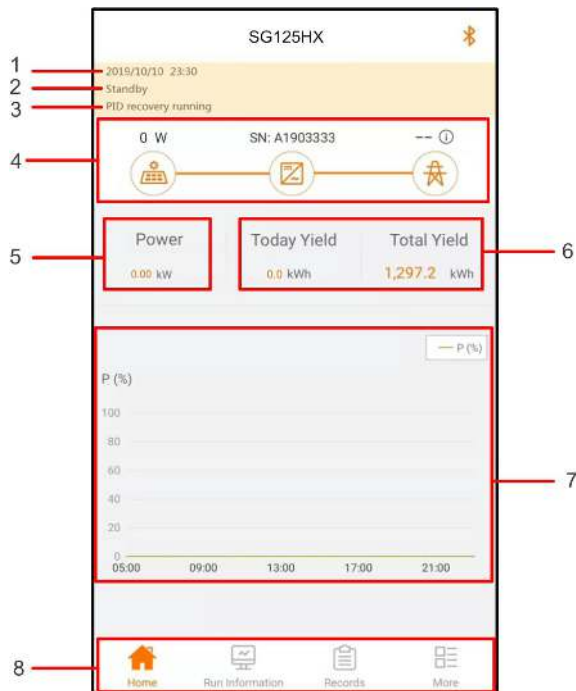 SG125HX
1
2019/10/10 23:30
2
Standby
3
PID recovery running
4
0 W SN: A1903333 --
5
Power
0.00 kW
Today Yield Total Yield
0.0 kWh 1,297.2 kWh
6
P (%)
P (%)
100
80
60
40
20
0
05:00 09:00 13:00 17:00 21:00
7
8
Home Run Information Records More